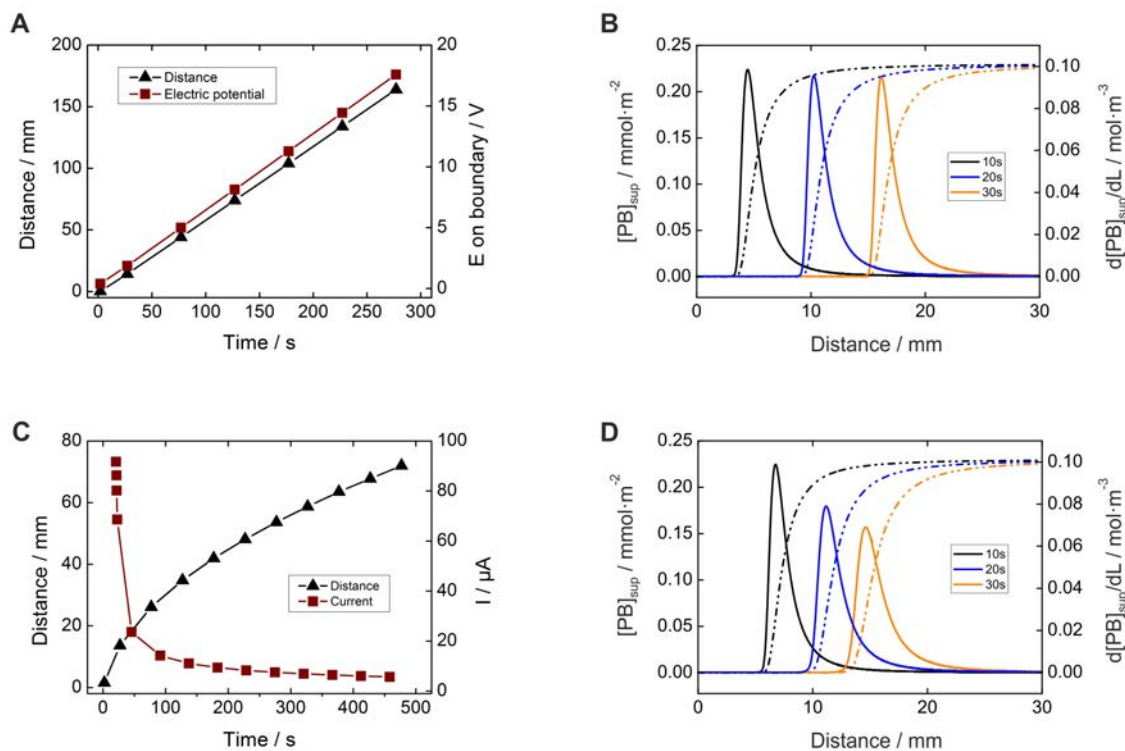 A
200
150
100
50
0
Distance / mm
Distance
Electric potential
20
15
10
5
0
E on boundary / V
0 50 100 150 200 250 300
Time / s
B
0.25
0.20
0.15
0.10
0.05
0.00
[PB]sup / mmol·m⁻²
10s
20s
30s
0.10
0.08
0.06
0.04
0.02
0.00
d[PB]sup/dL / mol·m⁻³
0 10 20 30
Distance / mm
C
80
60
40
20
0
Distance / mm
Distance
Current
100
80
60
40
20
0
I / µA
0 100 200 300 400 500
Time / s
D
0.25
0.20
0.15
0.10
0.05
0.00
[PB]sup / mmol·m⁻²
10s
20s
30s
0.10
0.08
0.06
0.04
0.02
0.00
d[PB]sup/dL / mol·m⁻³
0 10 20 30
Distance / mm